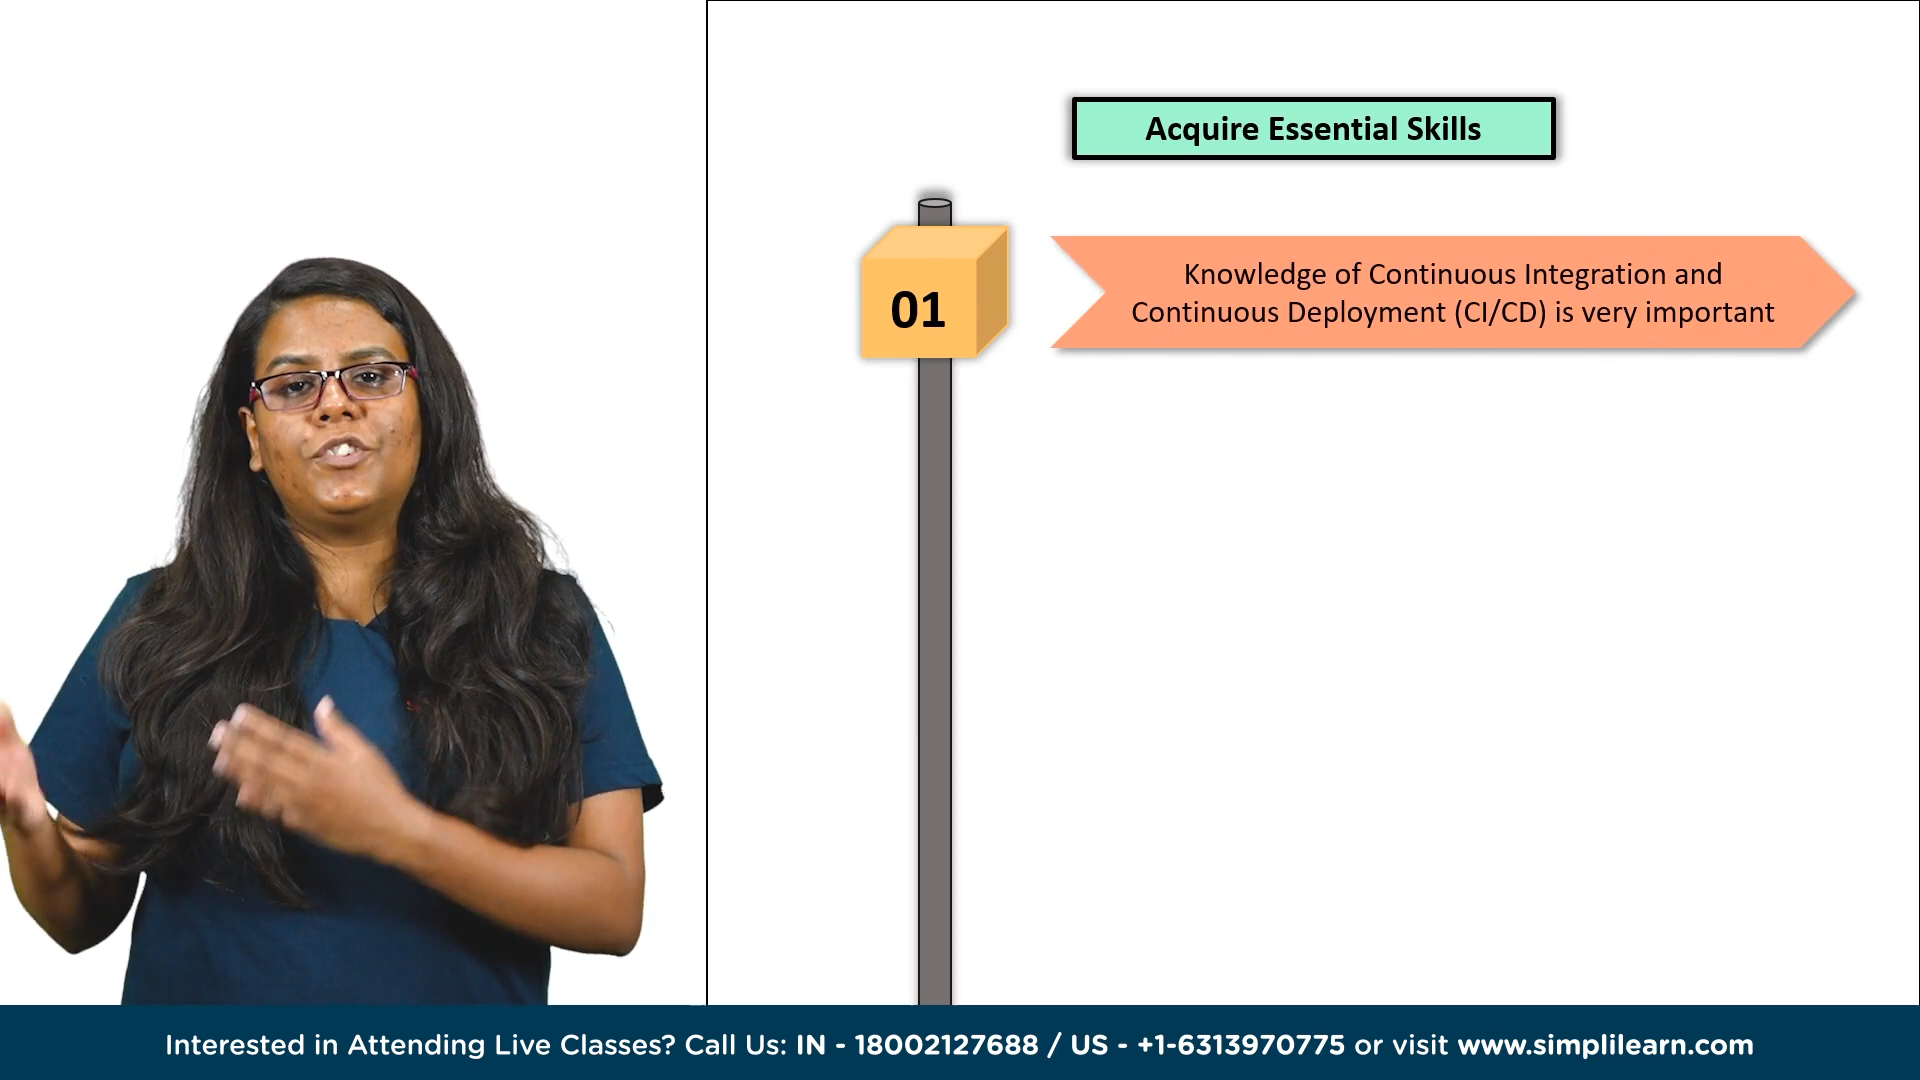 Acquire Essential Skills
01
Knowledge of Continuous Integration and
Continuous Deployment (CI/CD) is very important
Interested in Attending Live Classes? Call Us: IN - 18002127688 / US - +1-6313970775 or visit www.simplilearn.com